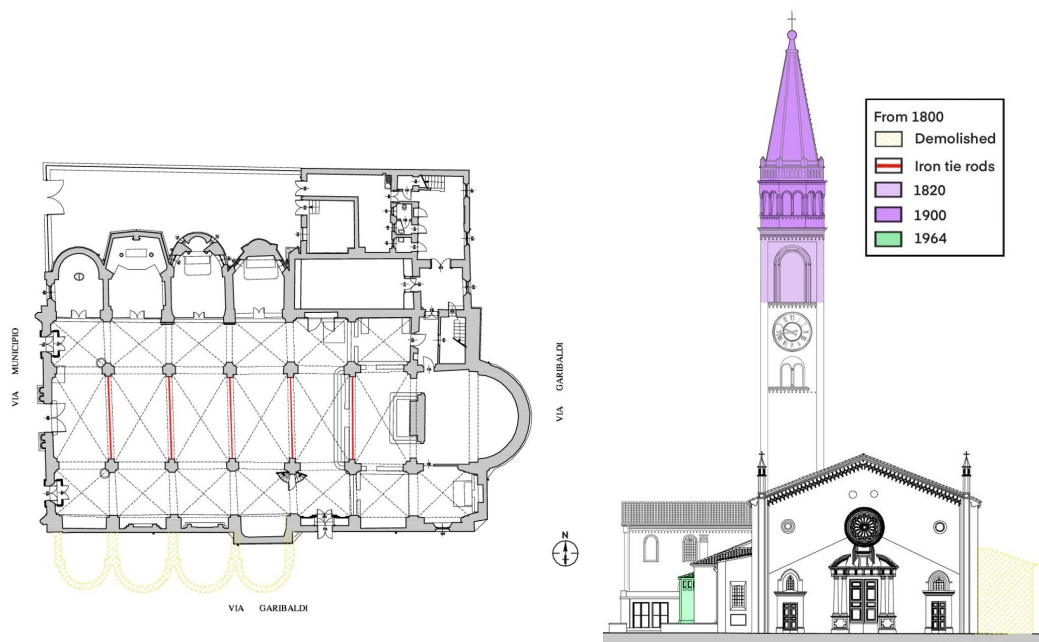 VIA MUNICIPIO
VIA GARIBALDI
VIA GARIBALDI
N
From 1800
Demolished
Iron tie rods
1820
1900
1964